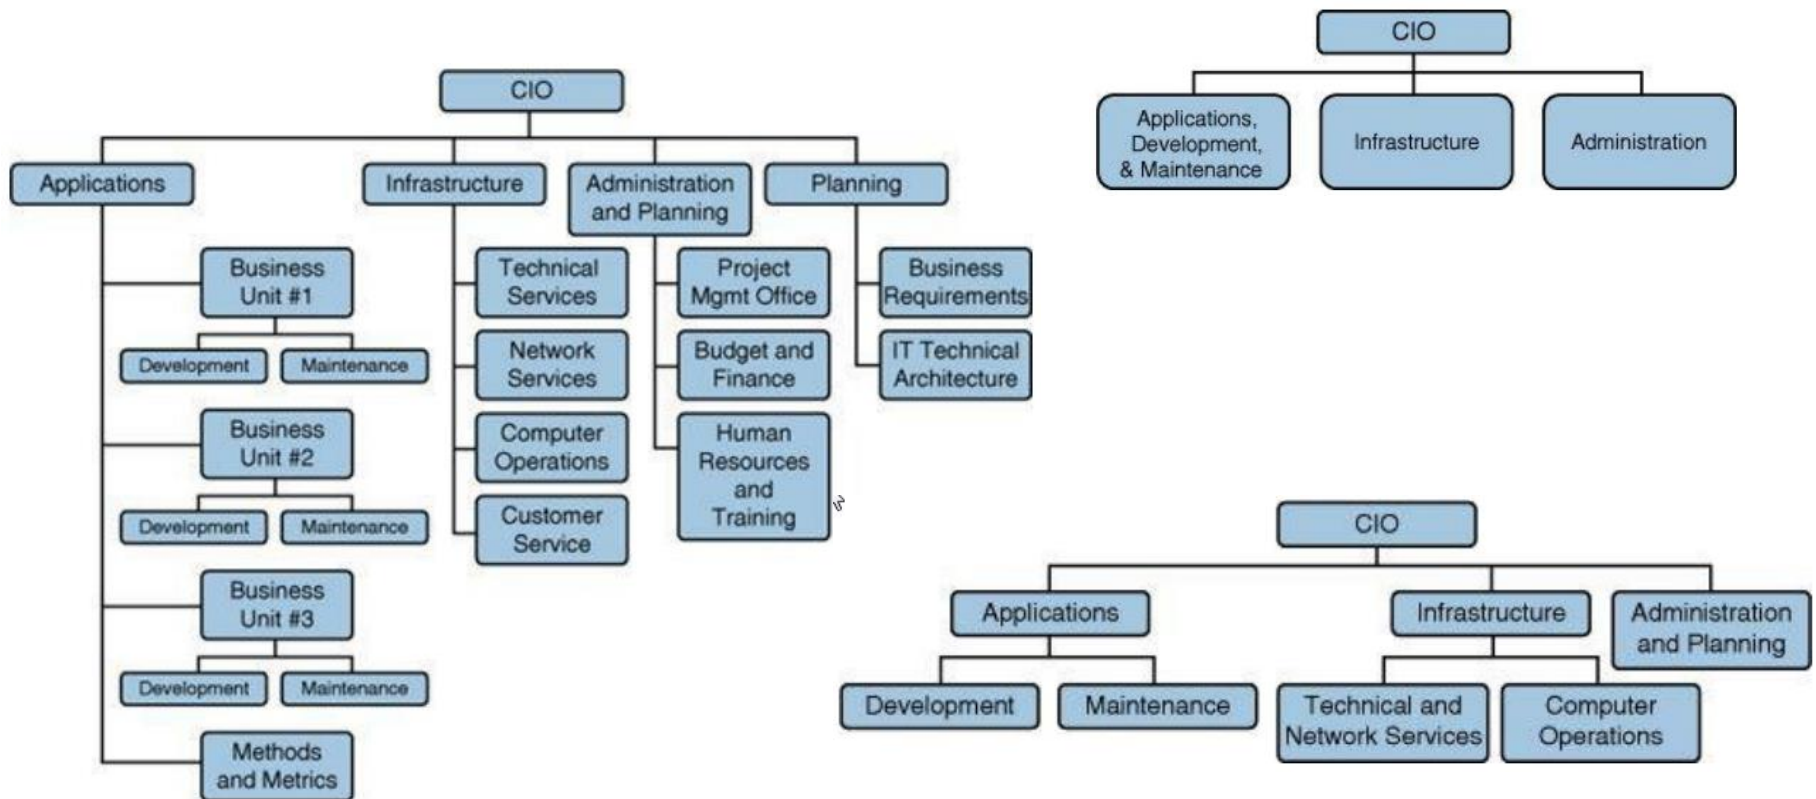 CIO
Applications
Infrastructure
Administration
and Planning
Planning
Business
Unit #1
Development
Maintenance
Business
Unit #2
Development
Maintenance
Business
Unit #3
Development
Maintenance
Methods
and Metrics
Technical
Services
Network
Services
Computer
Operations
Customer
Service
Project
Mgmt Office
Budget and
Finance
Human
Resources
and
Training
Business
Requirements
IT Technical
Architecture
CIO
Applications,
Development,
& Maintenance
Infrastructure
Administration
CIO
Applications
Infrastructure
Administration
and Planning
Development
Maintenance
Technical and
Network Services
Computer
Operations